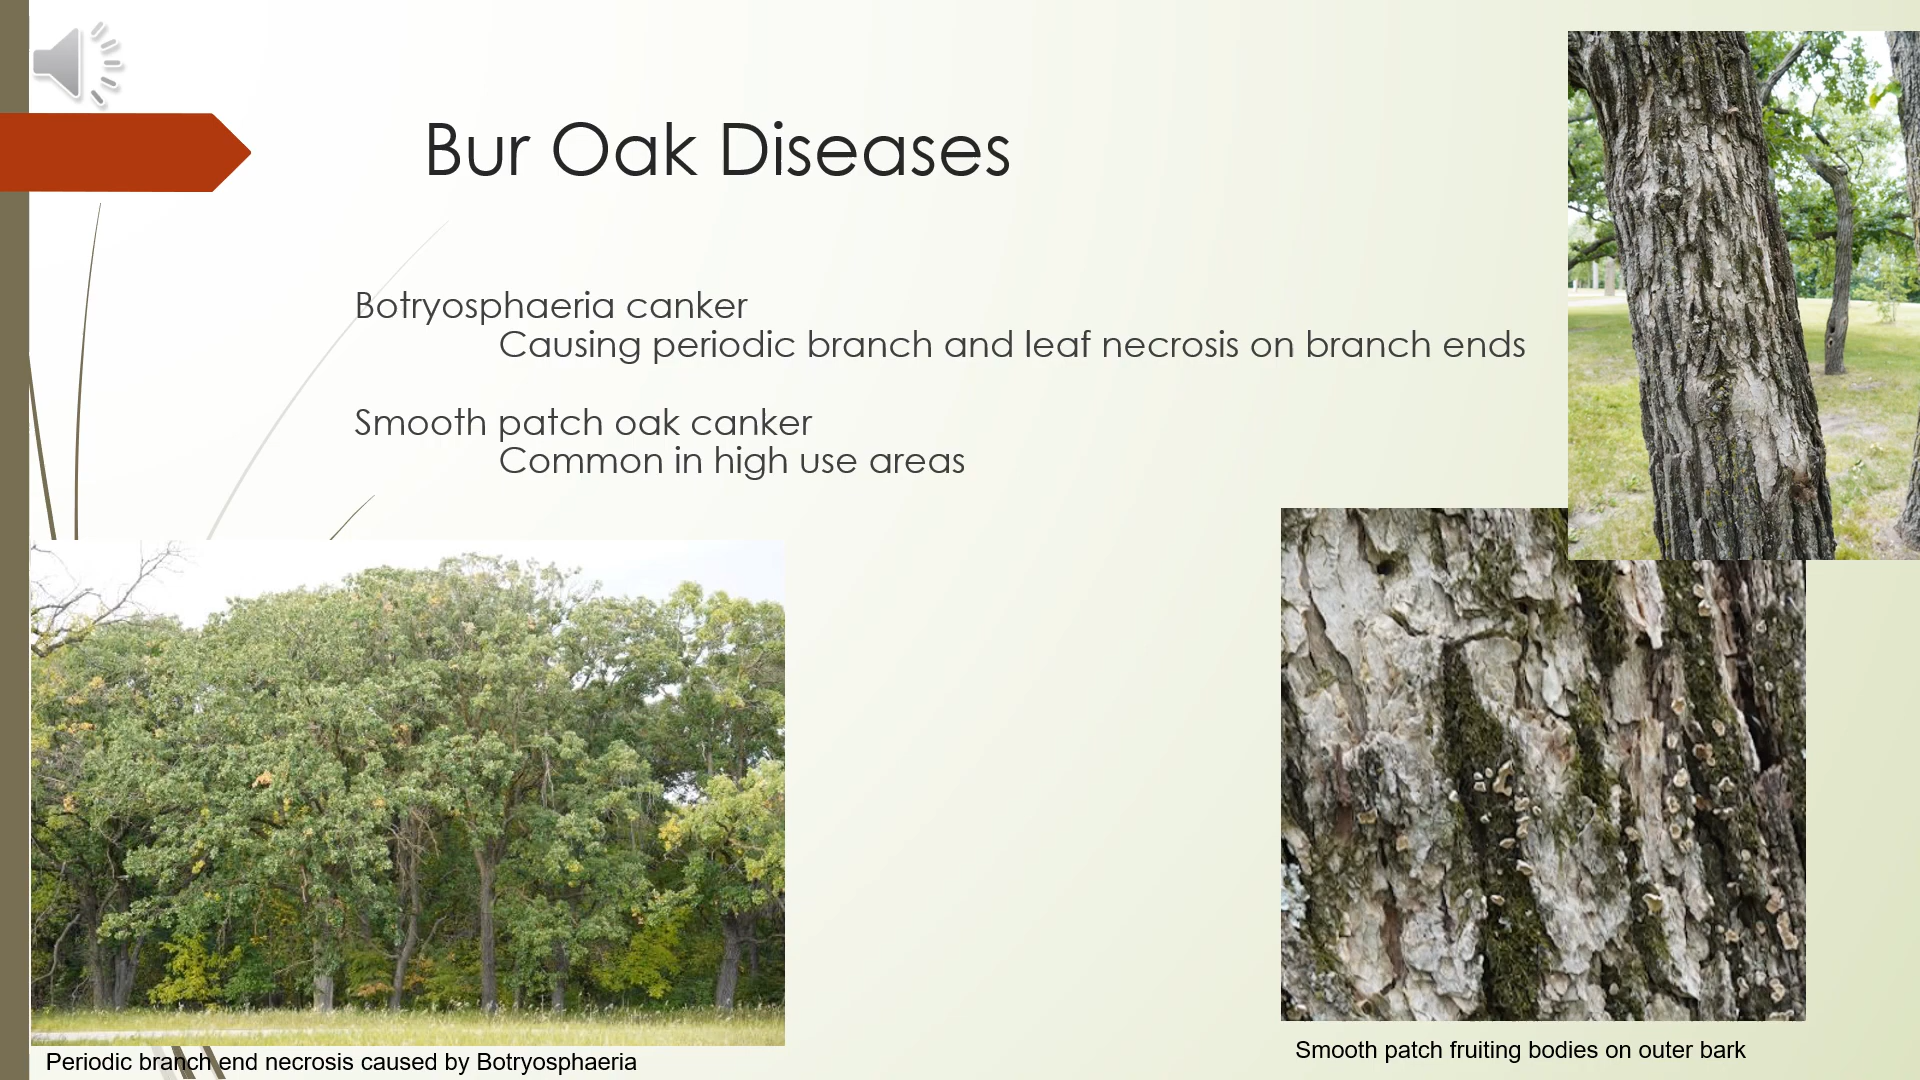 Bur Oak Diseases
Botryosphaeria canker
Causing periodic branch and leaf necrosis on branch ends
Smooth patch oak canker
Common in high use areas
Periodic branch end necrosis caused by Botryosphaeria
Smooth patch fruiting bodies on outer bark